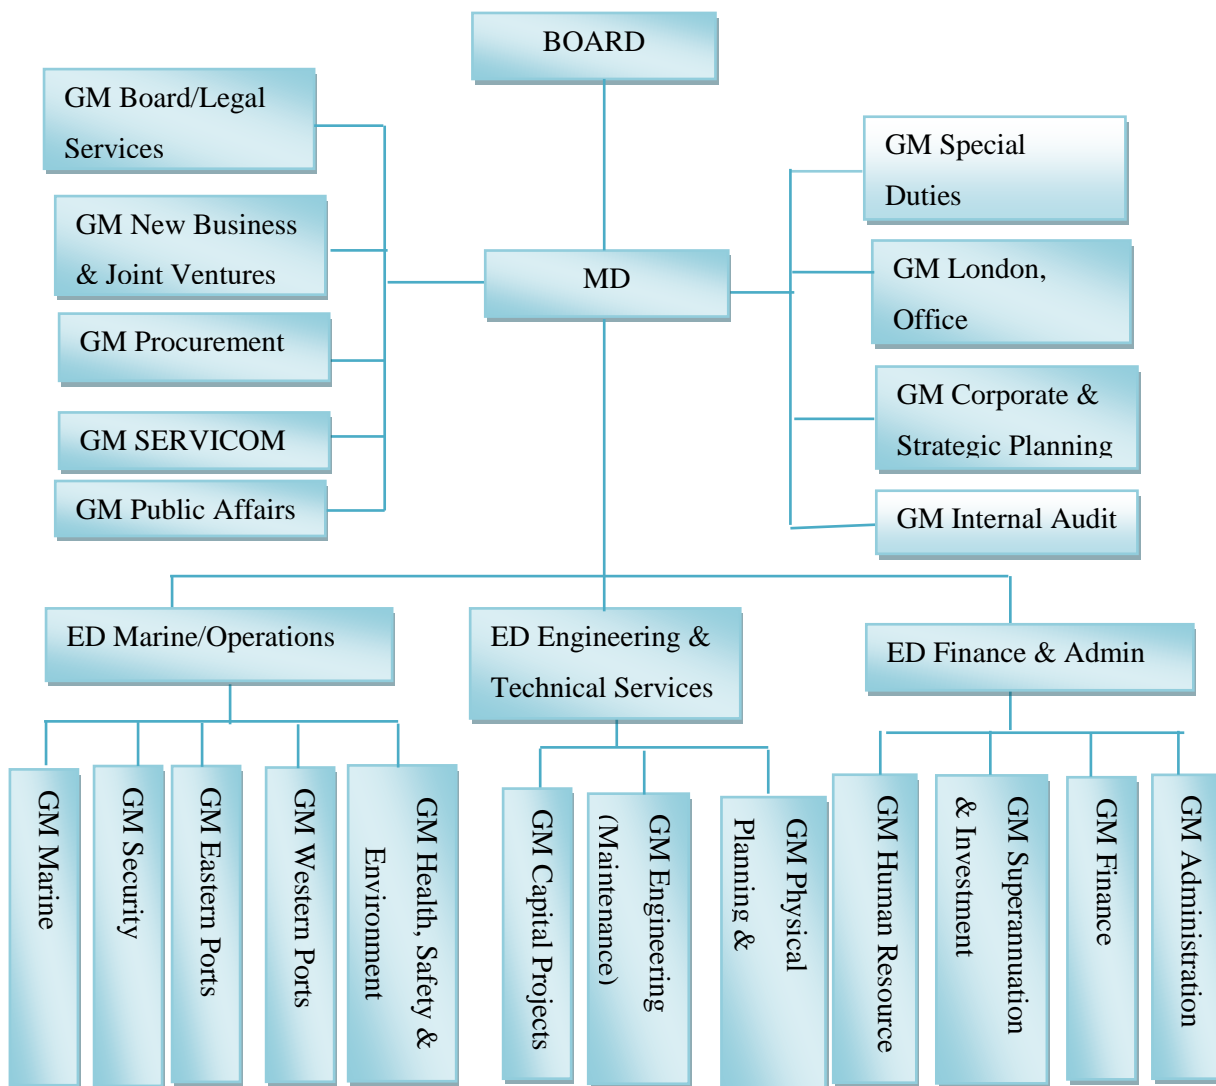 BOARD
GM Board/Legal
Services
GM Special
Duties
GM New Business
& Joint Ventures
MD
GM London,
Office
GM Procurement
GM Corporate &
Strategic Planning
GM SERVICOM
GM Public Affairs
GM Internal Audit
ED Marine/Operations
ED Engineering &
Technical Services
ED Finance & Admin
GM Marine
GM Security
GM Eastern Ports
GM Western Ports
GM Health, Safety &
Environment
GM Capital Projects
GM Engineering
(Maintenance)
GM Physical
Planning &
GM Human Resource
GM Superannuation
& Investment
GM Finance
GM Administration